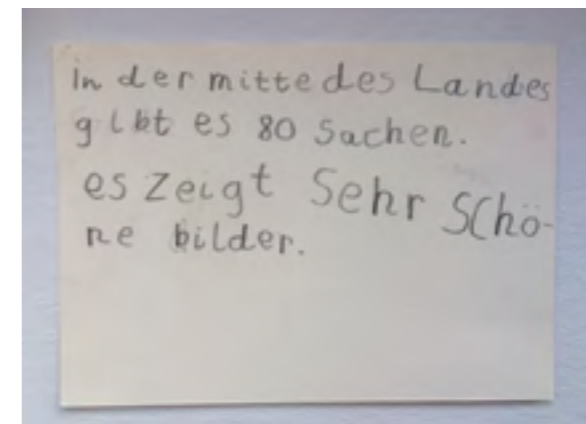 in der mitte des Landes
gibt es 80 Sachen.
es zeigt Sehr Schö-
ne bilder.